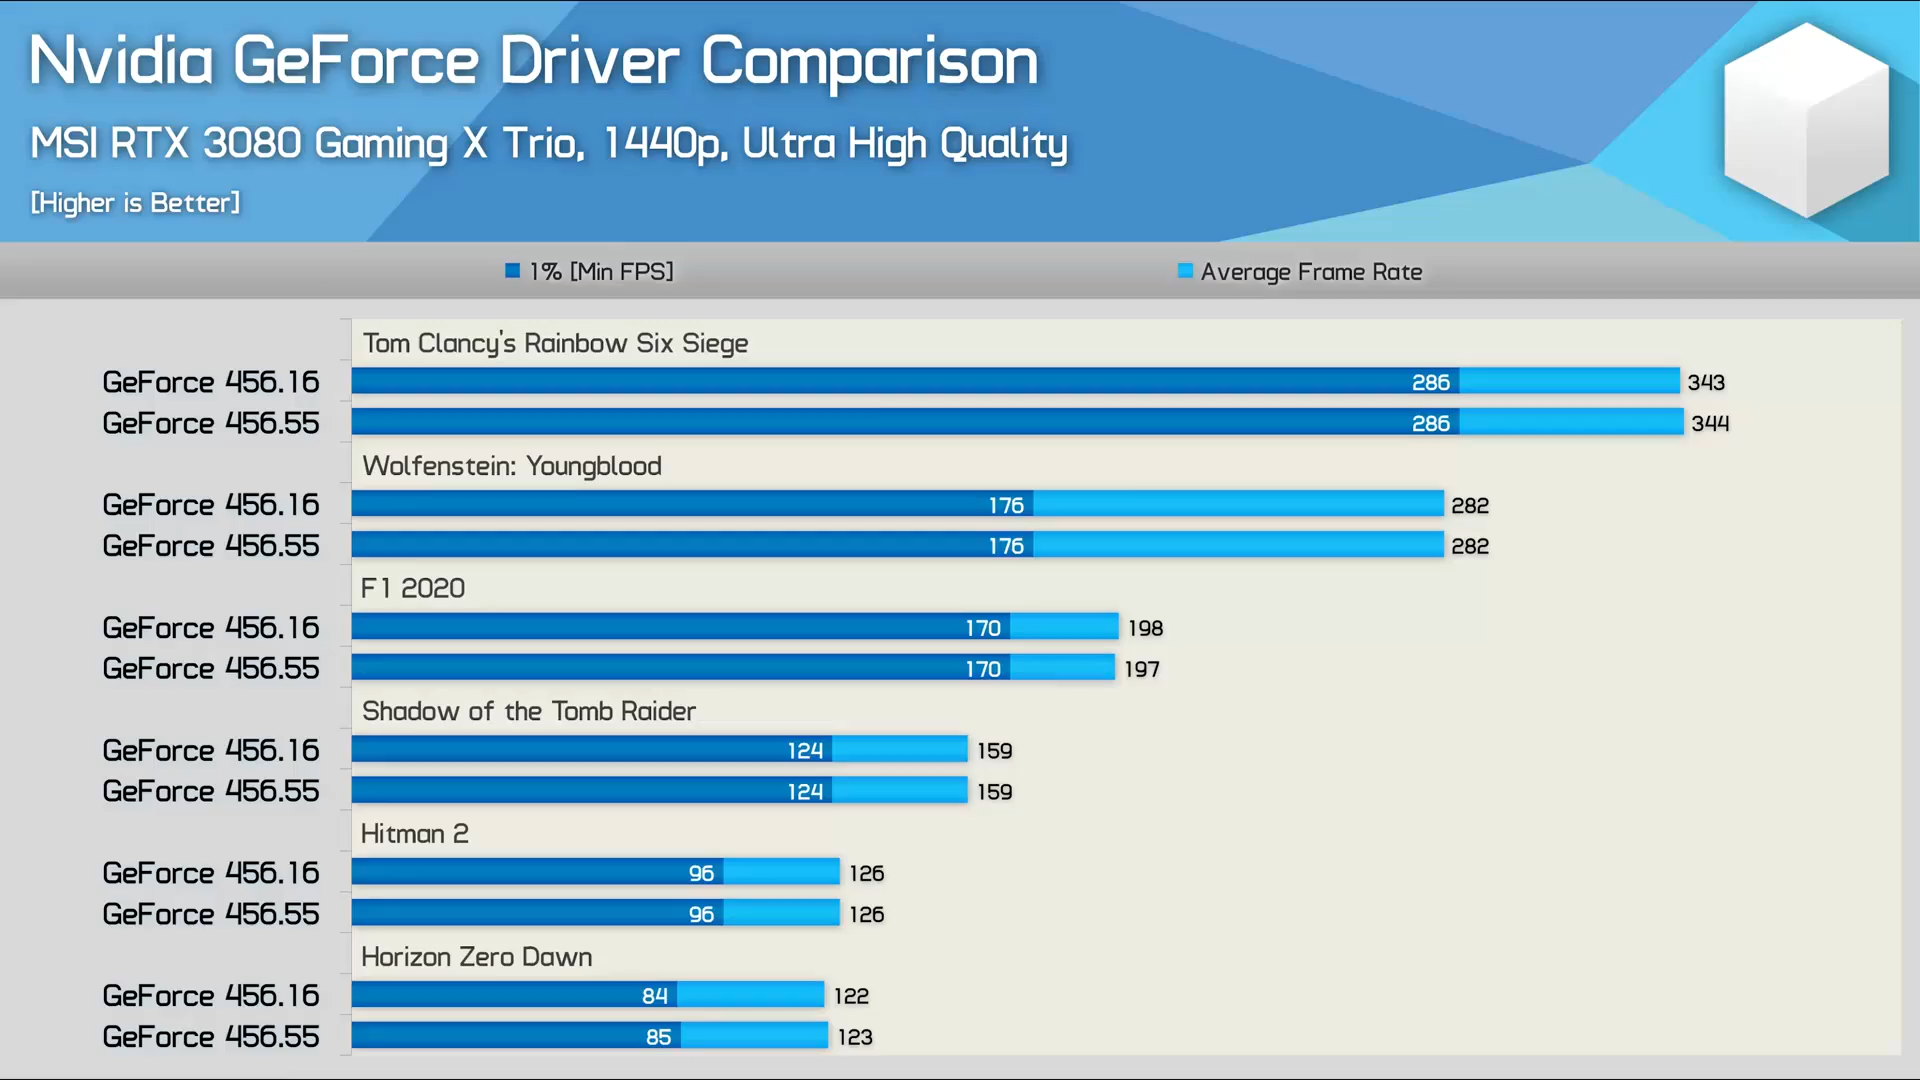 Nvidia GeForce Driver Comparison
MSI RTX 3080 Gaming X Trio, 1440p, Ultra High Quality
[Higher is Better]
1% [Min FPS] Average Frame Rate
Tom Clancy's Rainbow Six Siege
GeForce 456.16 286 343
GeForce 456.55 286 344
Wolfenstein: Youngblood
GeForce 456.16 176 282
GeForce 456.55 176 282
F1 2020
GeForce 456.16 170 198
GeForce 456.55 170 197
Shadow of the Tomb Raider
GeForce 456.16 124 159
GeForce 456.55 124 159
Hitman 2
GeForce 456.16 96 126
GeForce 456.55 96 126
Horizon Zero Dawn
GeForce 456.16 84 122
GeForce 456.55 85 123